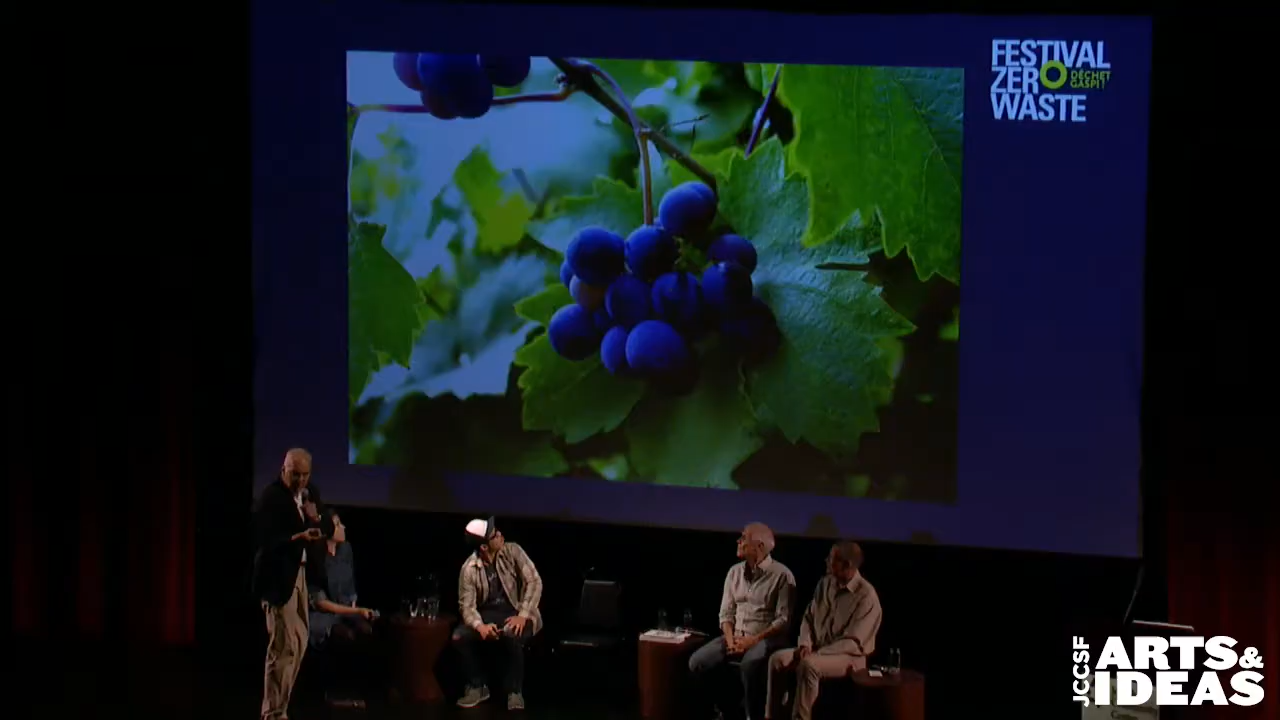 FESTIVAL
ZERO DÉCHET
GASPI!
WASTE
JCCSF
ARTS&
IDEAS